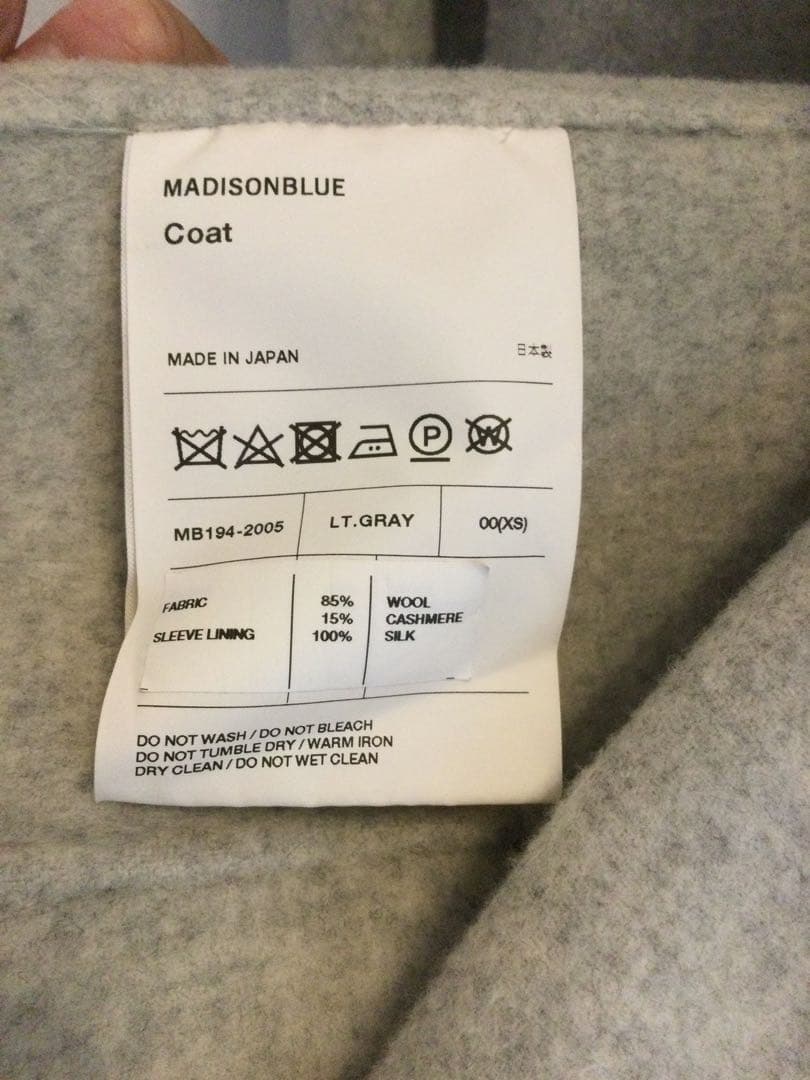 MADISONBLUE
Coat
MADE IN JAPAN 日本製
P W
MB194-2005 LT.GRAY 00(XS)
FABRIC 85% WOOL
15% CASHMERE
SLEEVE LINING 100% SILK
DO NOT WASH / DO NOT BLEACH
DO NOT TUMBLE DRY / WARM IRON
DRY CLEAN / DO NOT WET CLEAN